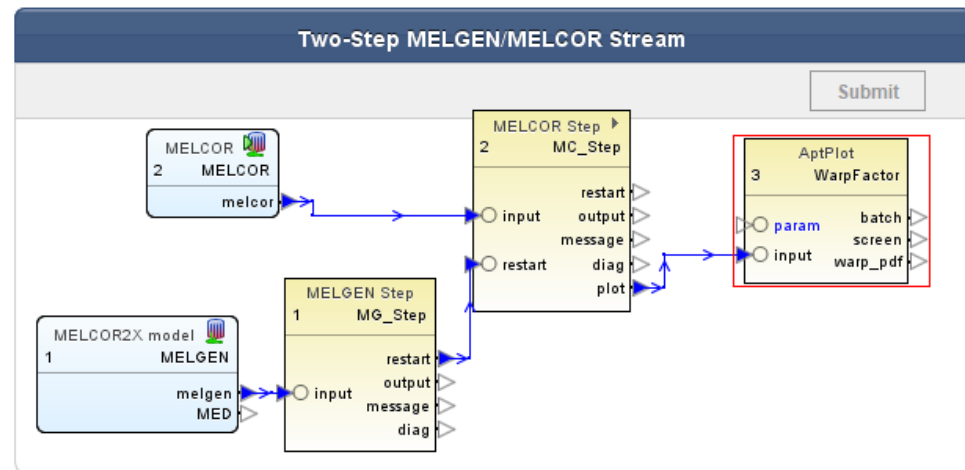 Two-Step MELGEN/MELCOR Stream
Submit
MELCOR
2 MELCOR
melcor
MELCOR Step
2 MC_Step
restart
input output
message
restart diag
plot
AptPlot
3 WarpFactor
batch
param
screen
input
warp_pdf
MELGEN Step
1 MG_Step
restart
output
input
message
diag
MELCOR2X model
1 MELGEN
melgen
MED